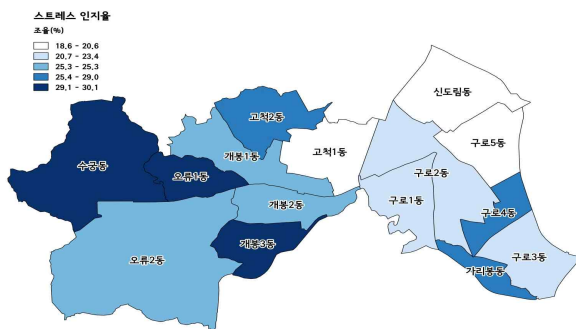 스트레스 인지율
조율(%)
18,6 - 20,6
20,7 - 23,4
25,3 - 25,3
25,4 - 29,0
29,1 - 30,1
신도림동
고척2동
구로5동
개봉1동
고척1동
수궁동
오류1동
구로2동
구로1동
개봉2동
구로4동
개봉3동
오류2동
구로3동
가리봉동